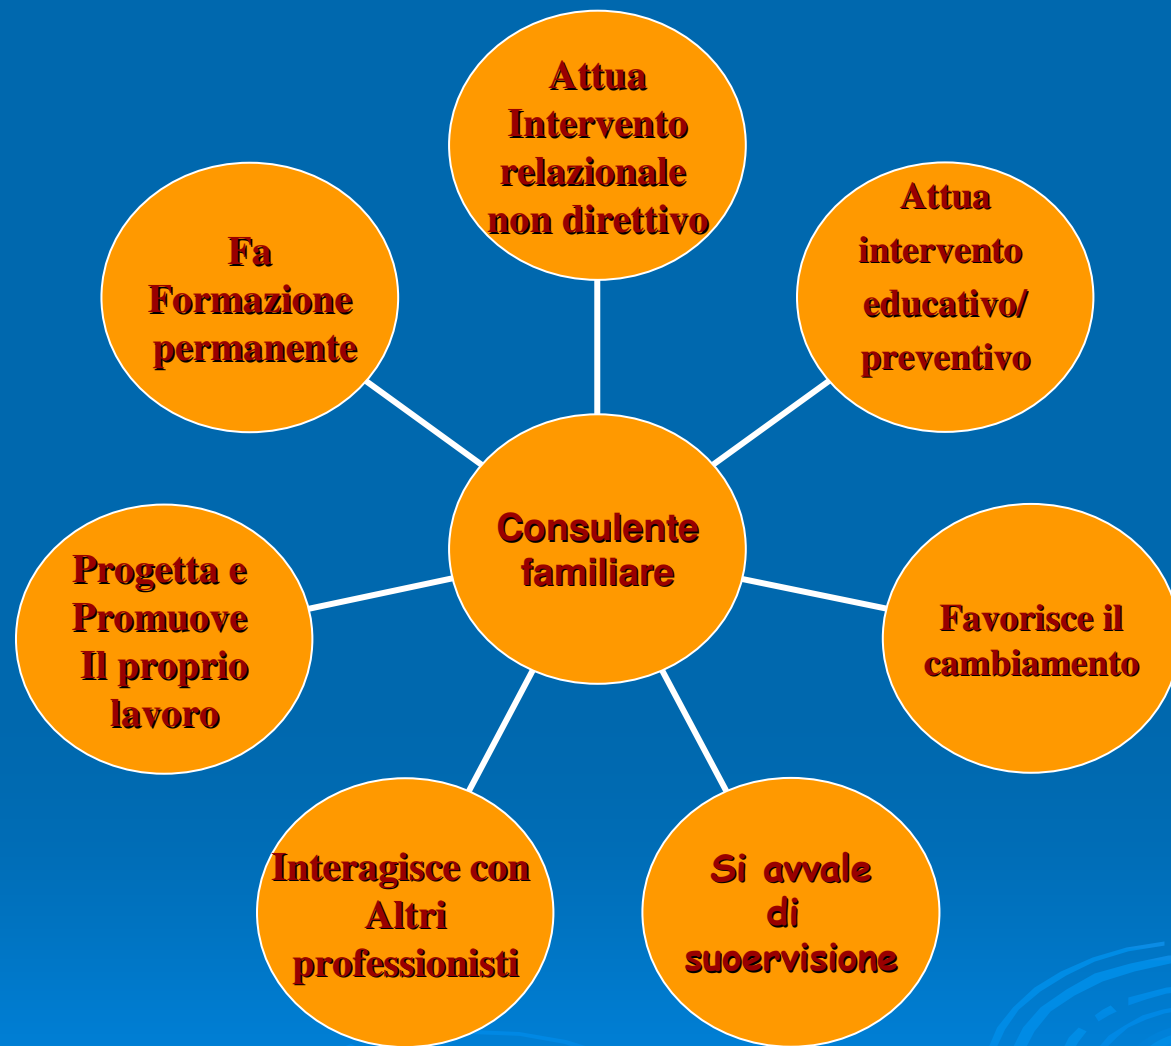 Attua
Intervento
relazionale
non direttivo
Attua
intervento
educativo/
preventivo
Fa
Formazione
permanente
Consulente
familiare
Progetta e
Promuove
Il proprio
lavoro
Favorisce il
cambiamento
Interagisce con
Altri
professionisti
Si avvale
di
suoervisione